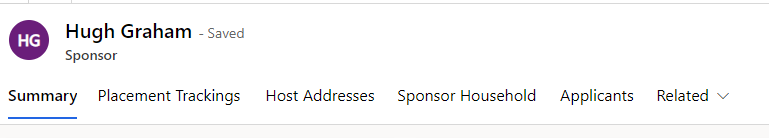 HG
Hugh Graham - Saved
Sponsor
Summary Placement Trackings Host Addresses Sponsor Household Applicants Related